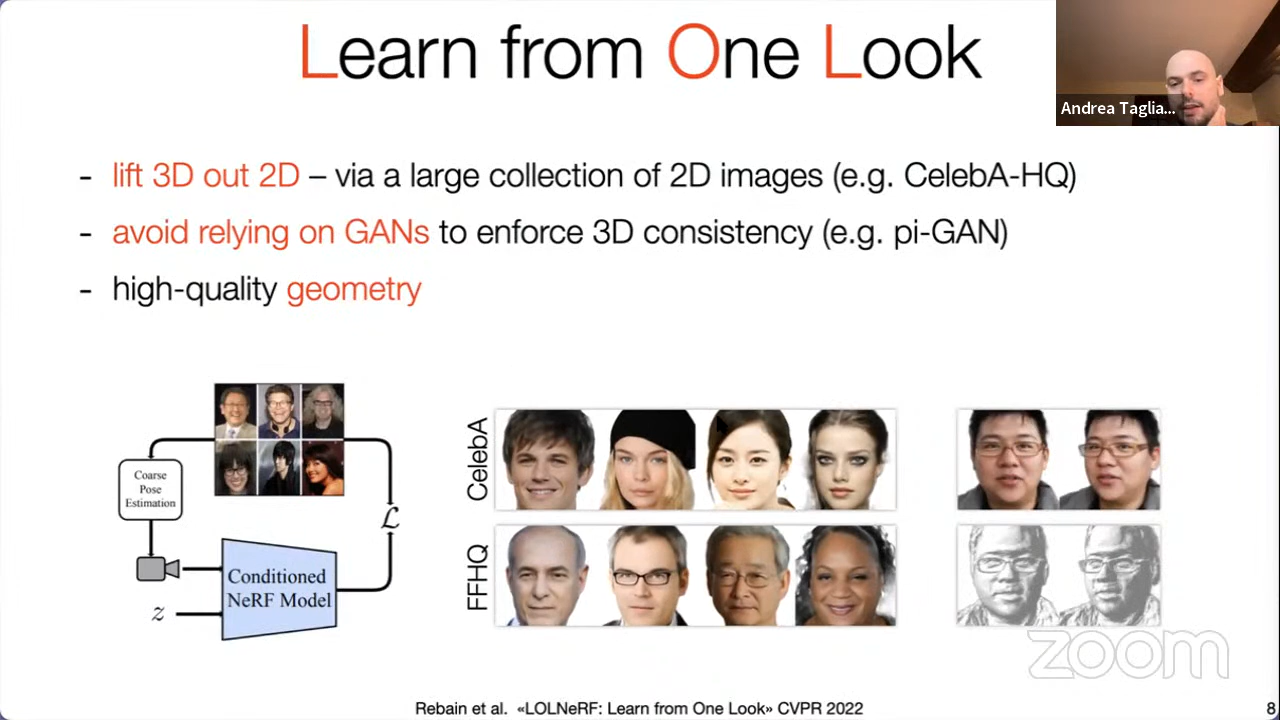 Learn from One Look
Andrea Taglia...
- lift 3D out 2D – via a large collection of 2D images (e.g. CelebA-HQ)
- avoid relying on GANs to enforce 3D consistency (e.g. pi-GAN)
- high-quality geometry
Coarse
Pose
Estimation
ℒ
Conditioned
NeRF Model
z
CelebA
FFHQ
zoom
Rebain et al. «LOLNeRF: Learn from One Look» CVPR 2022
8